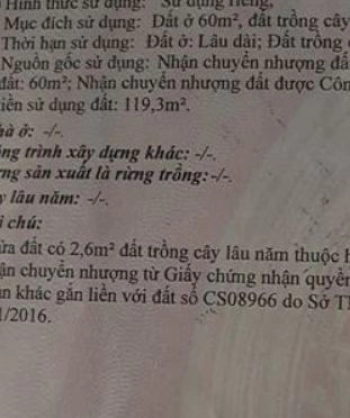 Hình thức sử dụng: Sử dụng riêng,
Mục đích sử dụng: Đất ở 60m², đất trồng cây
Thời hạn sử dụng: Đất ở: Lâu dài; Đất trồng
Nguồn gốc sử dụng: Nhận chuyển nhượng đấ
đất: 60m²; Nhận chuyển nhượng đất được Côn
iền sử dụng đất: 119,3m².
hà ở: -/-.
ng trình xây dựng khác: -/-.
ng sản xuất là rừng trồng: -/-.
y lâu năm: -/-.
i chú:
ửa đất có 2,6m² đất trồng cây lâu năm thuộc h
ận chuyển nhượng từ Giấy chứng nhận quyền
n khác gắn liền với đất số CS08966 do Sở T
1/2016.